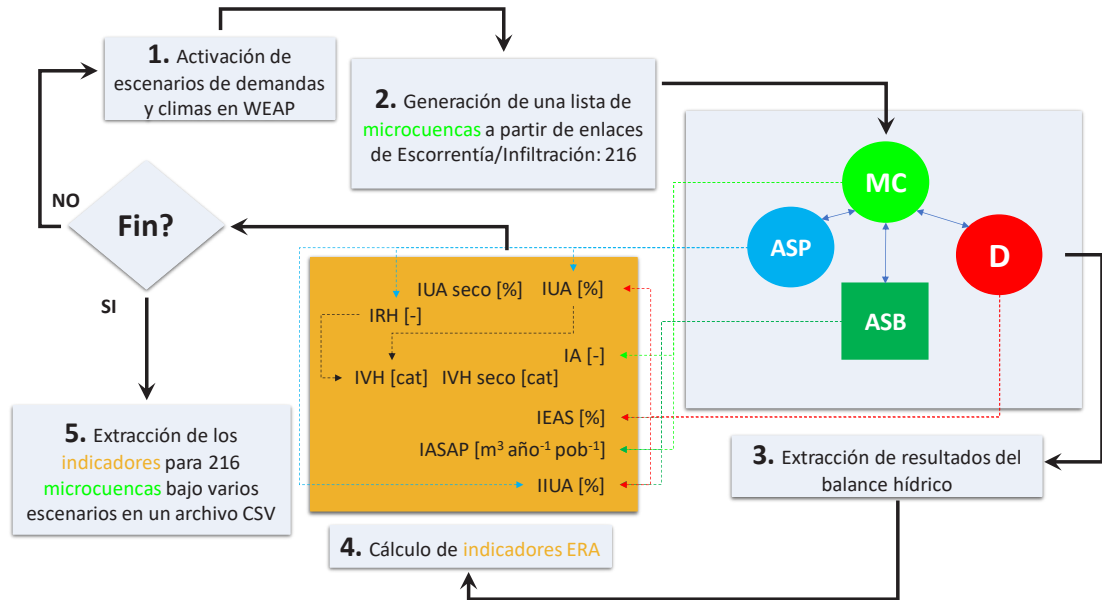 1. Activación de
escenarios de demandas
y climas en WEAP
2. Generación de una lista de
microcuencas a partir de enlaces
de Escorrentía/Infiltración: 216
MC
ASP
D
ASB
NO
Fin?
SI
IUA seco [%] IUA [%]
IRH [-]
IA [-]
IVH [cat] IVH seco [cat]
IEAS [%]
IASAP [m³ año⁻¹ pob⁻¹]
IIUA [%]
3. Extracción de resultados del
balance hídrico
4. Cálculo de indicadores ERA
5. Extracción de los
indicadores para 216
microcuencas bajo varios
escenarios en un archivo CSV